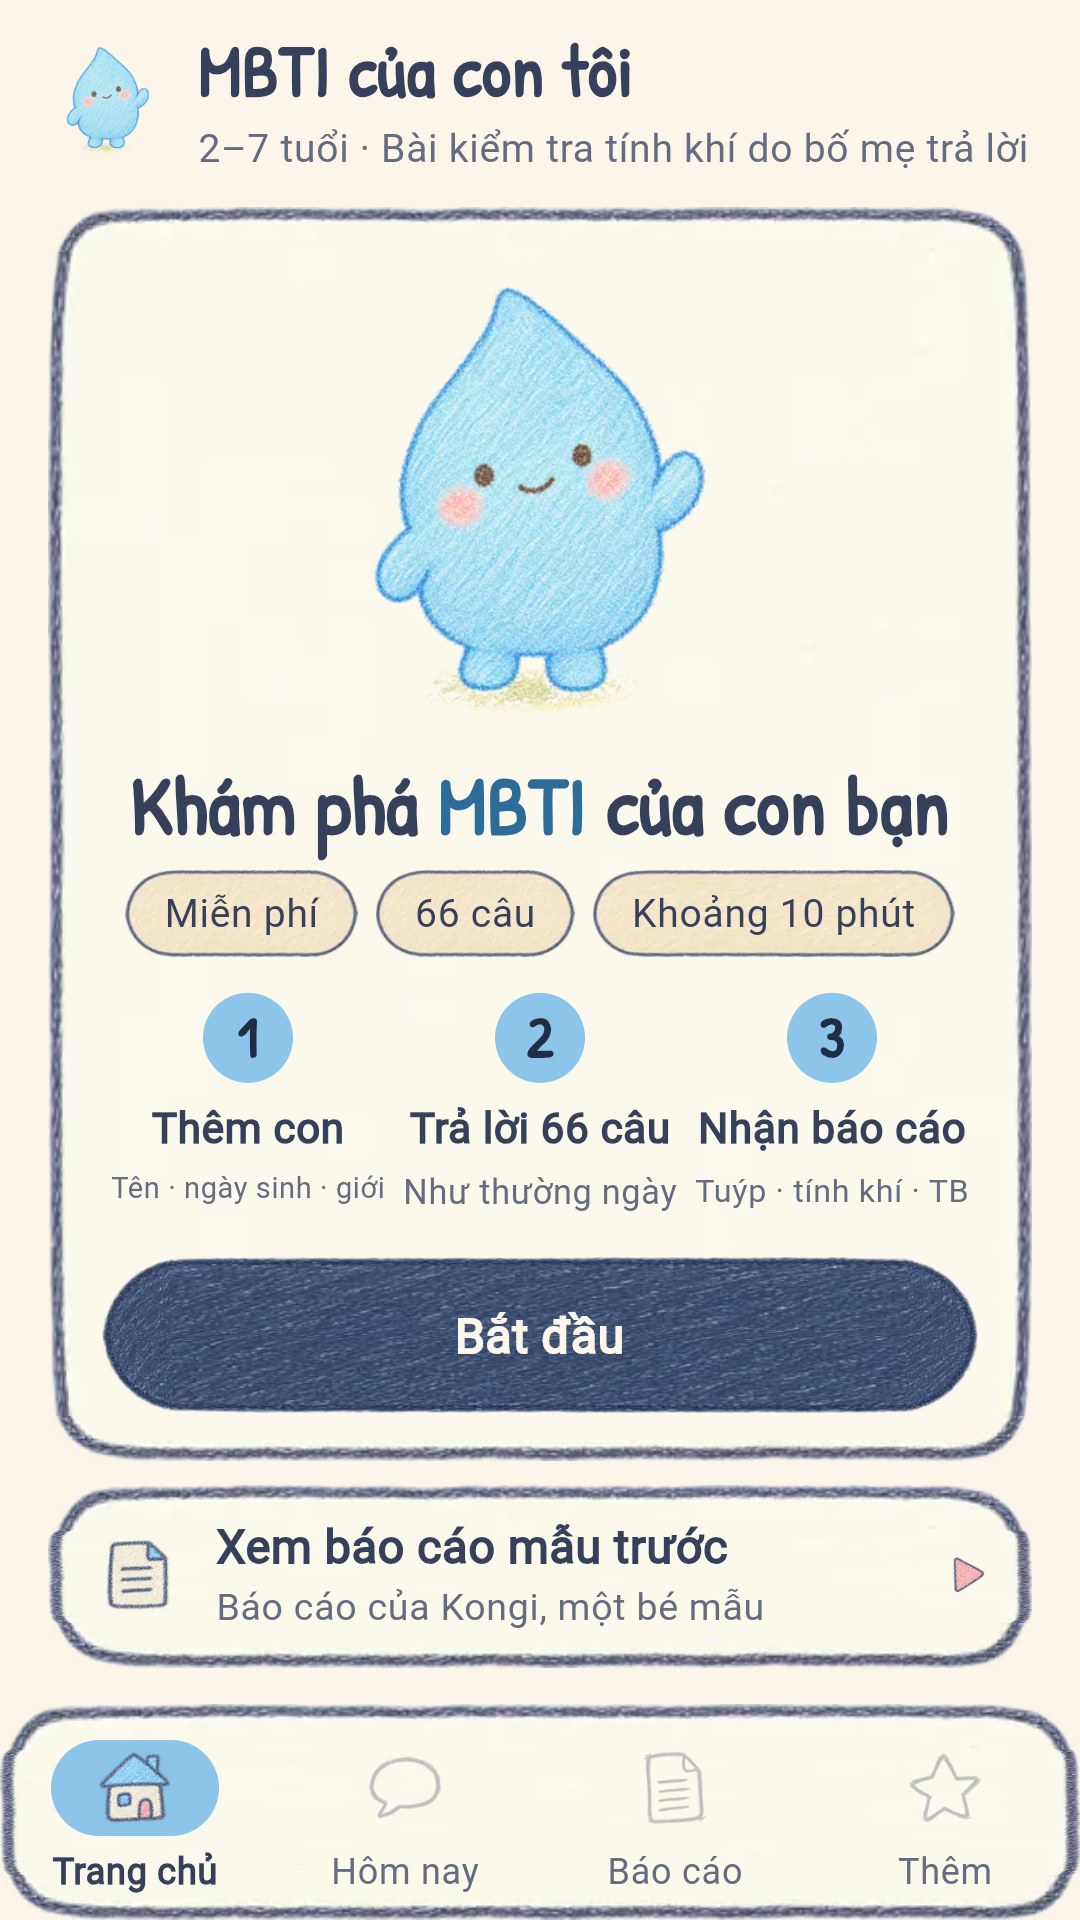 MBTI của con tôi
2–7 tuổi · Bài kiểm tra tính khí do bố mẹ trả lời
Khám phá MBTI của con bạn
Miễn phí
66 câu
Khoảng 10 phút
1
2
3
Thêm con
Trả lời 66 câu
Nhận báo cáo
Tên · ngày sinh · giới
Như thường ngày
Tuýp · tính khí · TB
Bắt đầu
Xem báo cáo mẫu trước
Báo cáo của Kongi, một bé mẫu
Trang chủ
Hôm nay
Báo cáo
Thêm